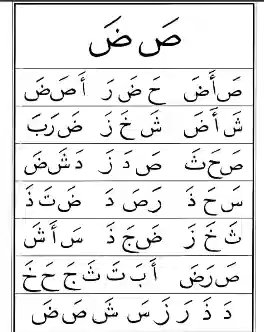 صَ ضَ
صَ أَضَ حَ ضَ رَ أَصَضَ
شَ أَضَ شَ خَ زَ ضَرَبَ
صَحَثَ صَ دَ زَ دَشَضَ
سَحَ ذَ رَصَ دَ ضَتَذَ
ثَ خَ زَ ضَجَ ذَ سَأَشَ
صَرَضَ أَبَتَثَجَحَخَ
دَ ذَرَزَسَشَصَضَ